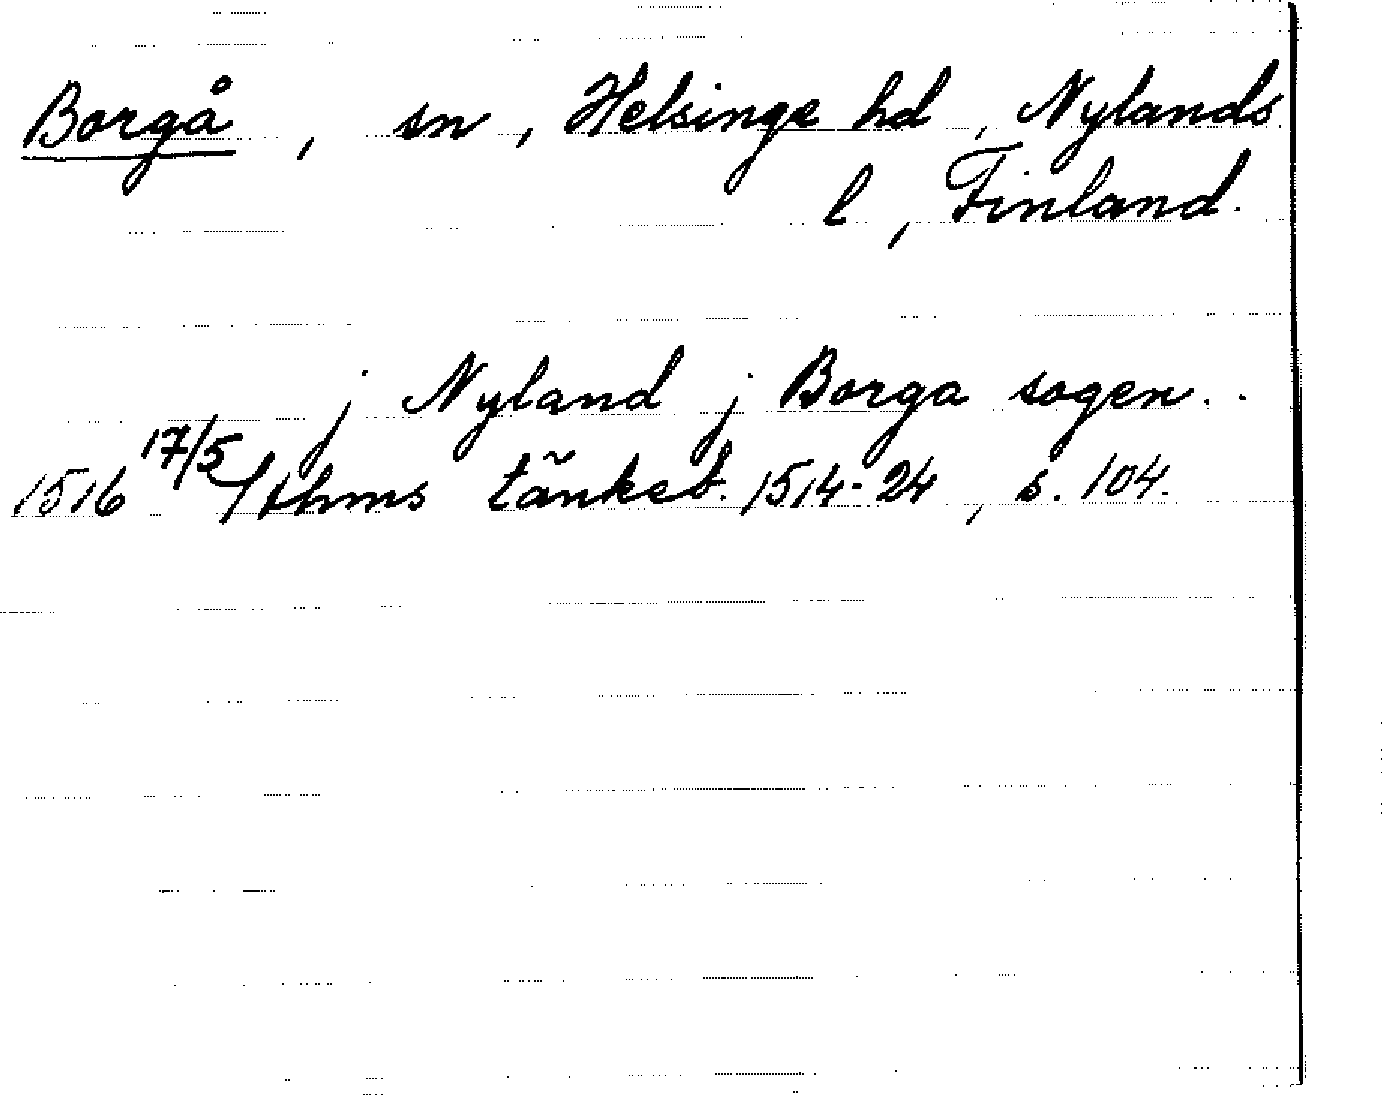 Borgå, sn, Helsinge hd, Nylands
l, Finland.
j Nyland j Borga sogen..
1516 17/5 Sthms tänkeb. 1514-24, s. 104.